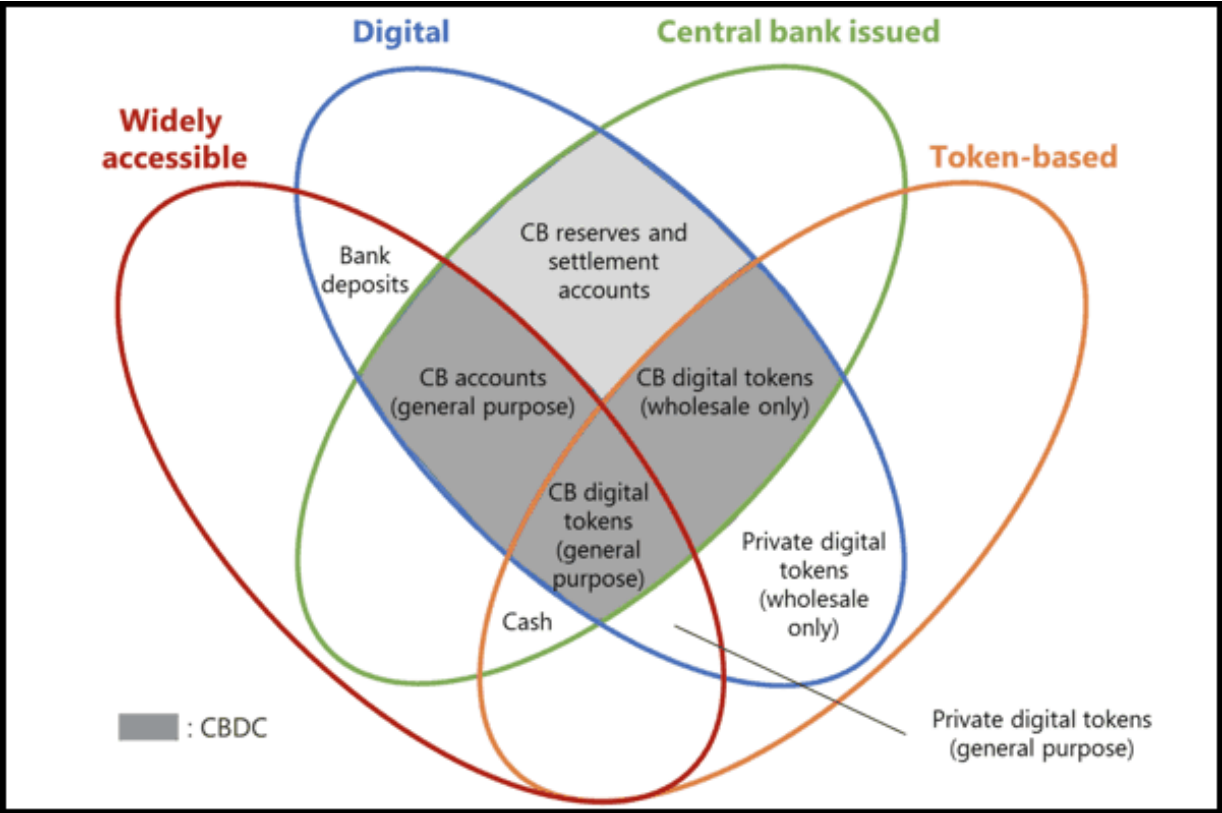 Digital
Central bank issued
Widely
accessible
Token-based
CB reserves and
settlement
accounts
Bank
deposits
CB accounts
(general purpose)
CB digital tokens
(wholesale only)
CB digital
tokens
(general
purpose)
Private digital
tokens
(wholesale
only)
Cash
: CBDC
Private digital tokens
(general purpose)